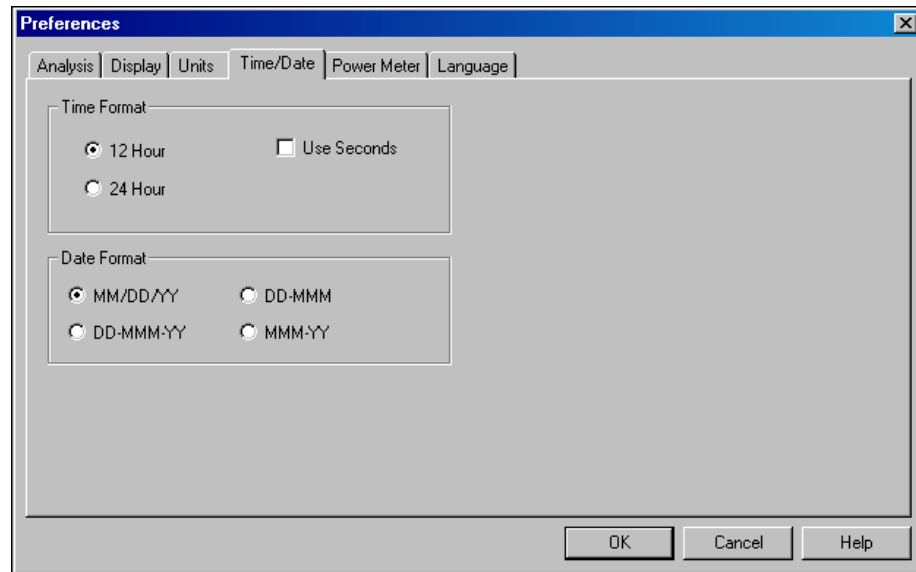 Preferences
Analysis Display Units Time/Date Power Meter Language
Time Format
12 Hour Use Seconds
24 Hour
Date Format
MM/DD/YY DD-MMM
DD-MMM-YY MMM-YY
OK Cancel Help